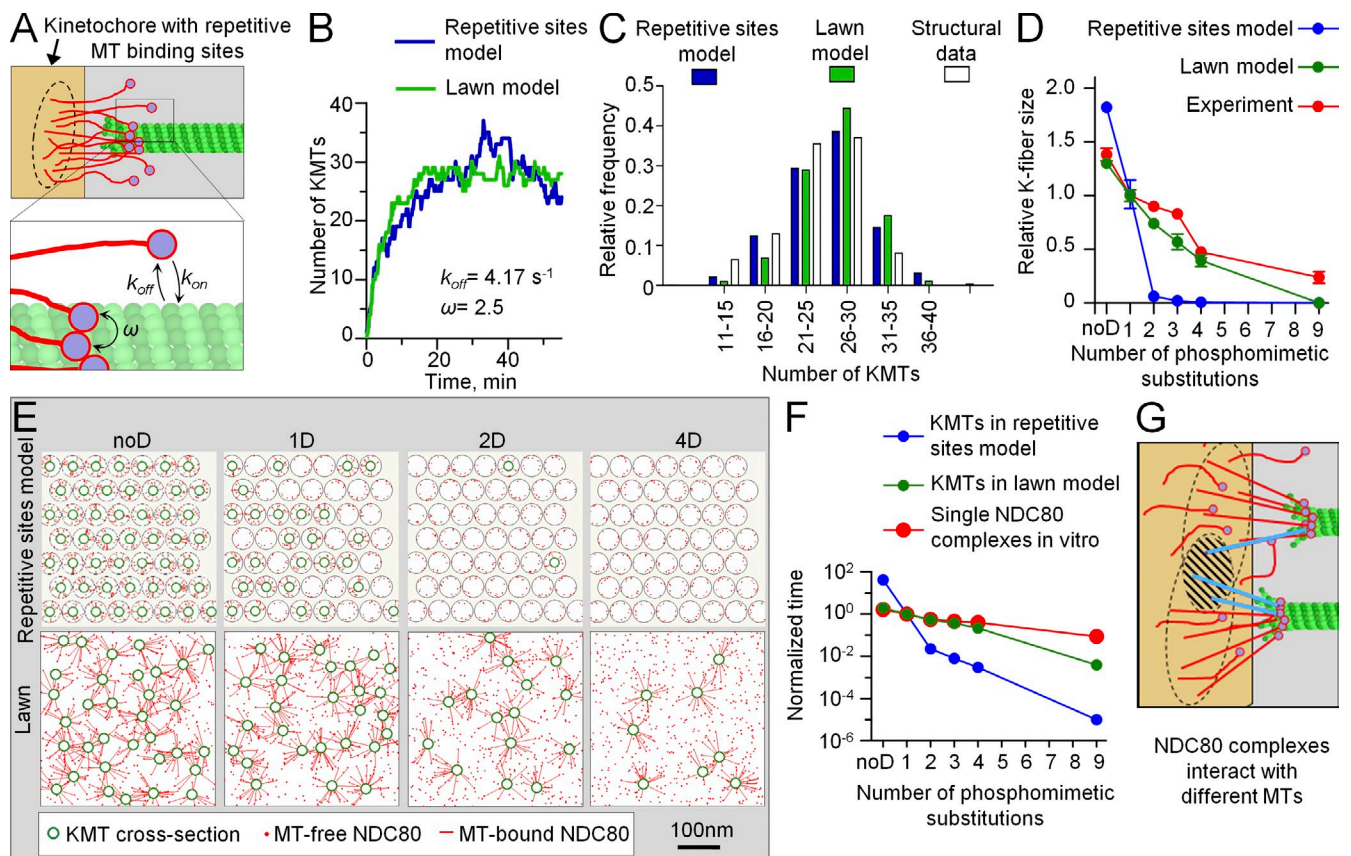 A
Kinetochore with repetitive
MT binding sites
koff
kon
ω
B
Repetitive sites
model
Lawn model
Number of KMTs
40
30
20
10
0
koff= 4.17 s-1
ω= 2.5
0
20
40
Time, min
C
Repetitive sites
model
Lawn
model
Structural
data
Relative frequency
0.5
0.4
0.3
0.2
0.1
0
11-15
16-20
21-25
26-30
31-35
36-40
Number of KMTs
D
Repetitive sites model
Lawn model
Experiment
Relative K-fiber size
2.0
1.5
1.0
0.5
0
noD 1 2 3 4 5 6 7 8 9
Number of phosphomimetic
substitutions
E
noD
1D
2D
4D
Repetitive sites model
Lawn
KMT cross-section
MT-free NDC80
MT-bound NDC80
100nm
F
KMTs in repetitive
sites model
KMTs in lawn model
Single NDC80
complexes in vitro
Normalized time
10^2
10^0
10^-2
10^-4
10^-6
noD 1 2 3 4 5 6 7 8 9
Number of phosphomimetic
substitutions
G
NDC80 complexes
interact with
different MTs